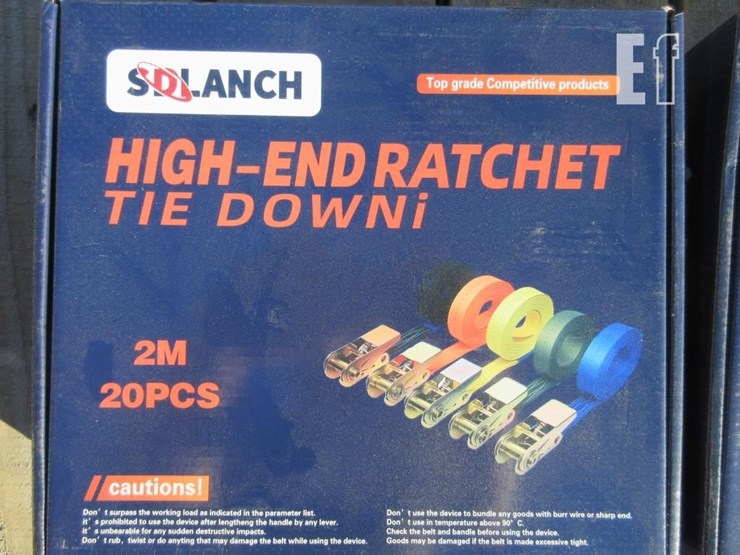 SDLANCH
Top grade Competitive products
Ef
HIGH-END RATCHET
TIE DOWNi
2M
20PCS
//cautions!
Don't surpass the working load as indicated in the parameter list.
it's prohibited to use the device after lengtheng the handle by any lever.
it's unbearable for any sudden destructive impacts.
Don't rub, twist or do anyting that may damage the belt while using the device.
Don't use the device to bundle any goods with burr wire or sharp end.
Don't use in temperature above 90° C.
Check the belt and bandle before using the device.
Goods may be damaged if the belt is made excessive tight.